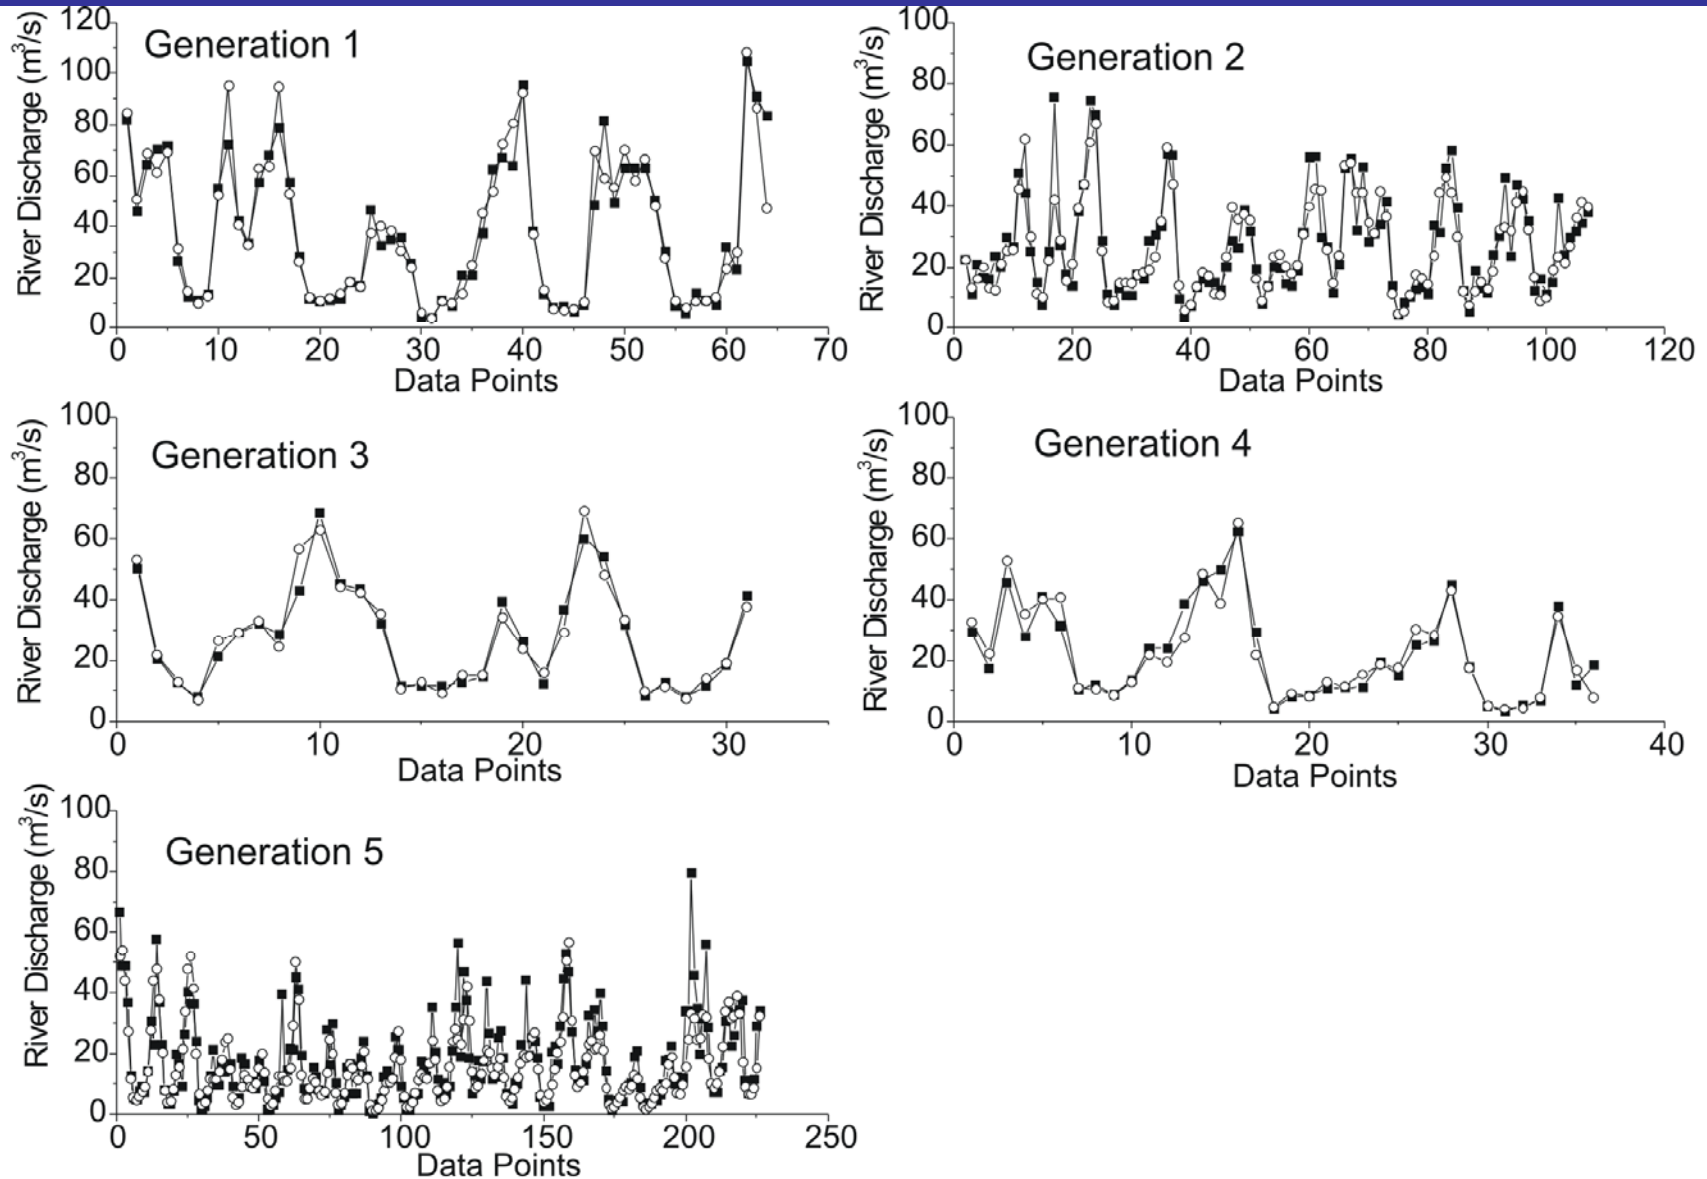 Generation 1
River Discharge (m³/s)
120
100
80
60
40
20
0
0 10 20 30 40 50 60 70
Data Points
Generation 2
River Discharge (m³/s)
100
80
60
40
20
0
0 20 40 60 80 100 120
Data Points
Generation 3
River Discharge (m³/s)
100
80
60
40
20
0
0 10 20 30
Data Points
Generation 4
River Discharge (m³/s)
100
80
60
40
20
0
0 10 20 30 40
Data Points
Generation 5
River Discharge (m³/s)
100
80
60
40
20
0
0 50 100 150 200 250
Data Points